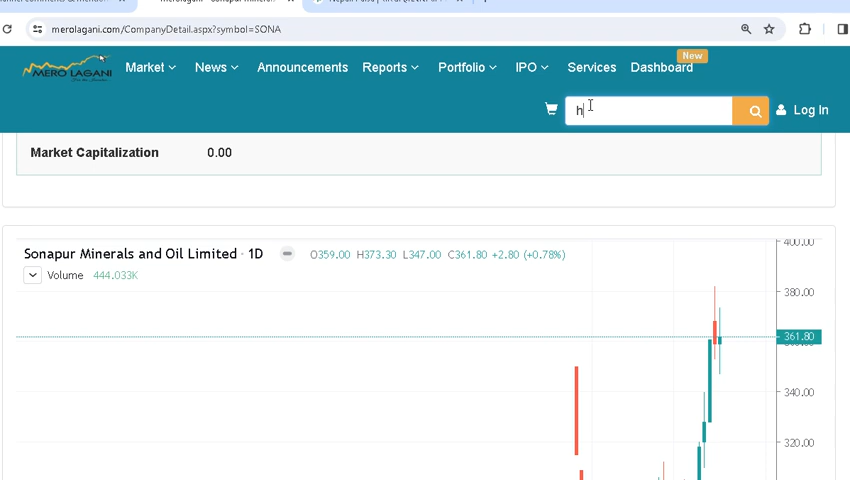 merolagani.com/CompanyDetail.aspx?symbol=SONA
MERO LAGANI
Market
News
Announcements
Reports
Portfolio
IPO
Services
Dashboard
New
h
Log In
Market Capitalization 0.00
Sonapur Minerals and Oil Limited · 1D
O359.00 H373.30 L347.00 C361.80 +2.80 (+0.78%)
Volume 444.033K
400.00
380.00
361.80
340.00
320.00